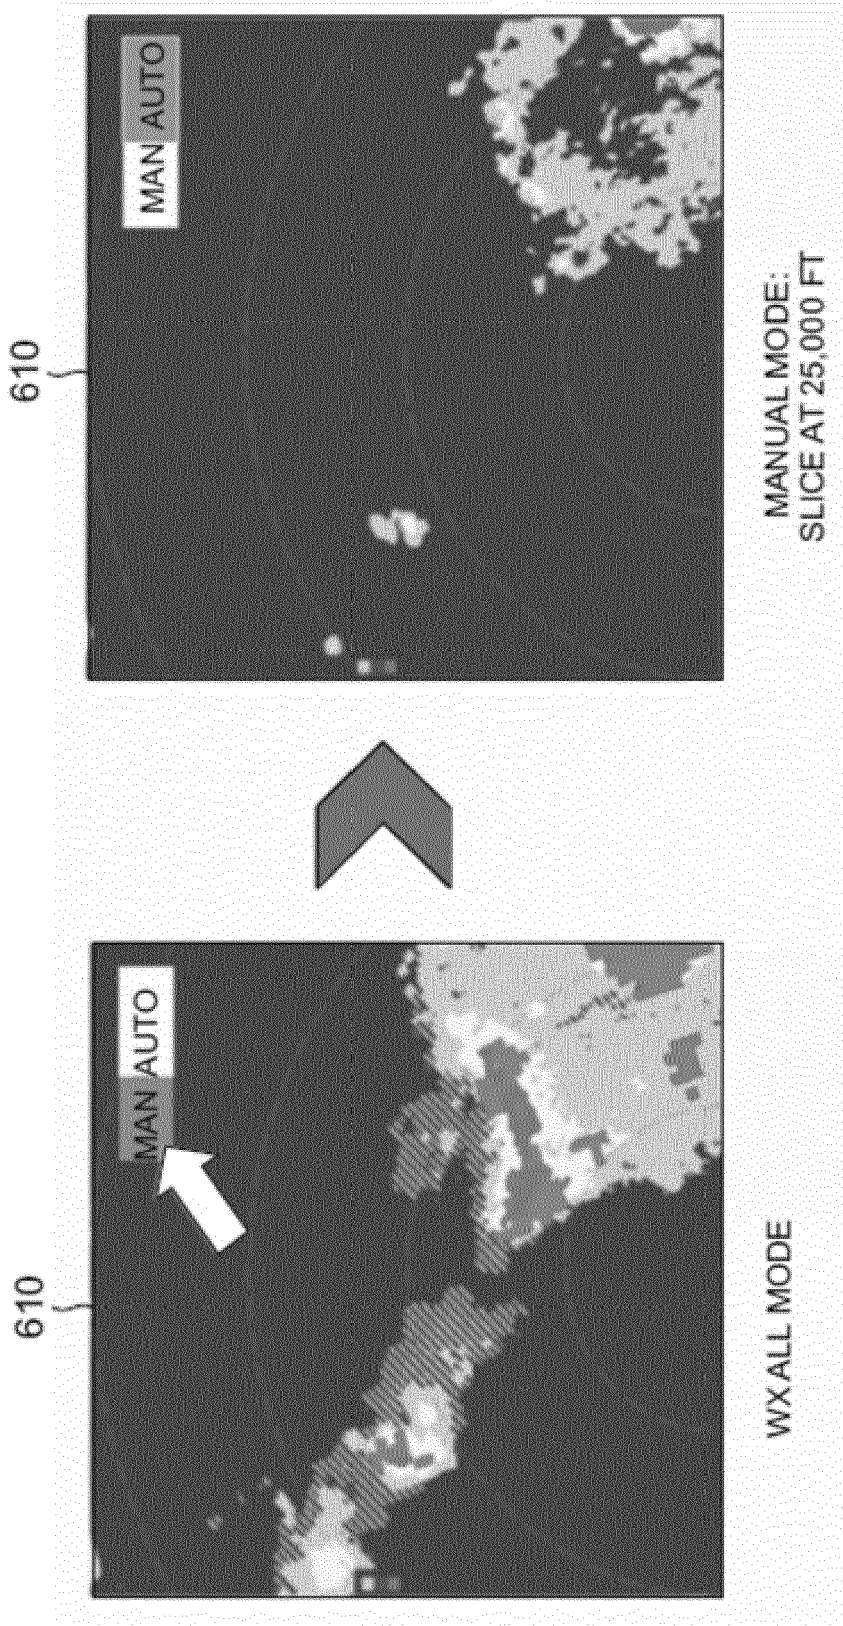 610
MAN AUTO
WX ALL MODE
610
MAN AUTO
MANUAL MODE:
SLICE AT 25,000 FT